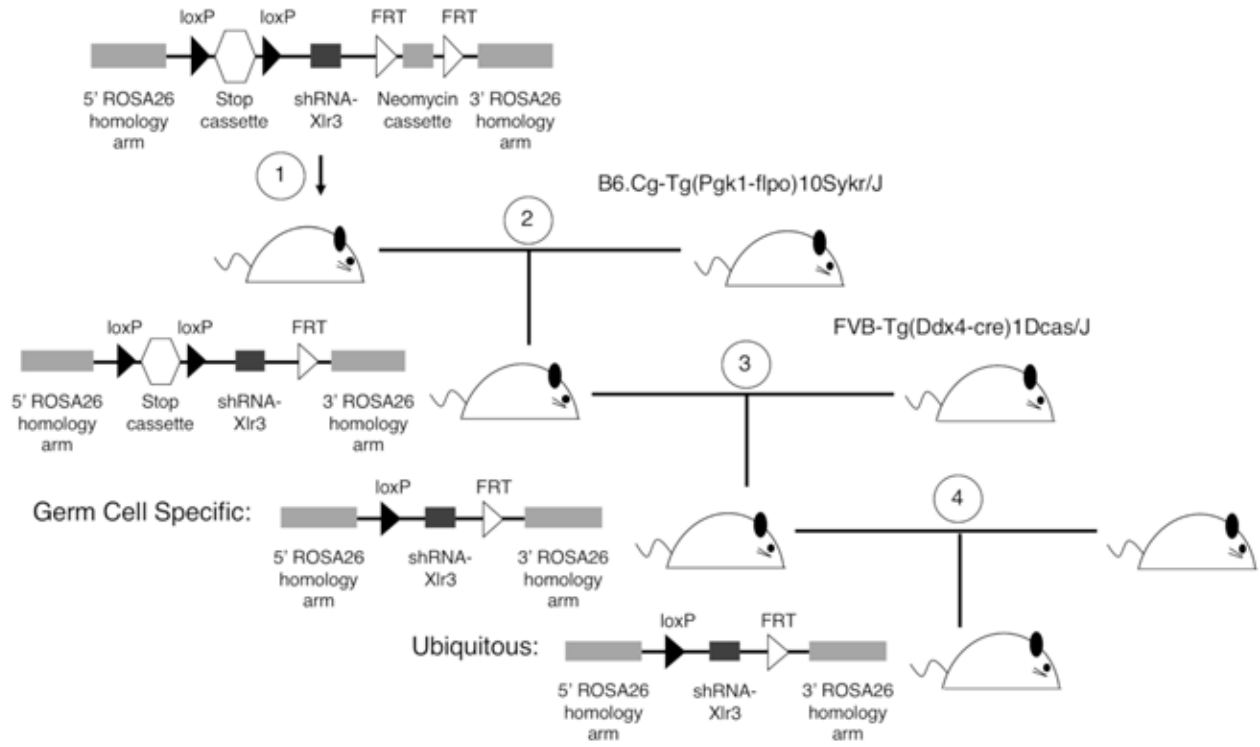 loxP loxP FRT FRT
5' ROSA26 Stop shRNA- Neomycin 3' ROSA26
homology cassette Xlr3 cassette homology
arm arm
1
B6.Cg-Tg(Pgk1-flpo)10Sykr/J
2
loxP loxP FRT
FVB-Tg(Ddx4-cre)1Dcas/J
3
5' ROSA26 Stop shRNA- 3' ROSA26
homology cassette Xlr3 homology
arm arm
loxP FRT
4
Germ Cell Specific:
5' ROSA26 shRNA- 3' ROSA26
homology Xlr3 homology
arm arm
loxP FRT
Ubiquitous:
5' ROSA26 shRNA- 3' ROSA26
homology Xlr3 homology
arm arm